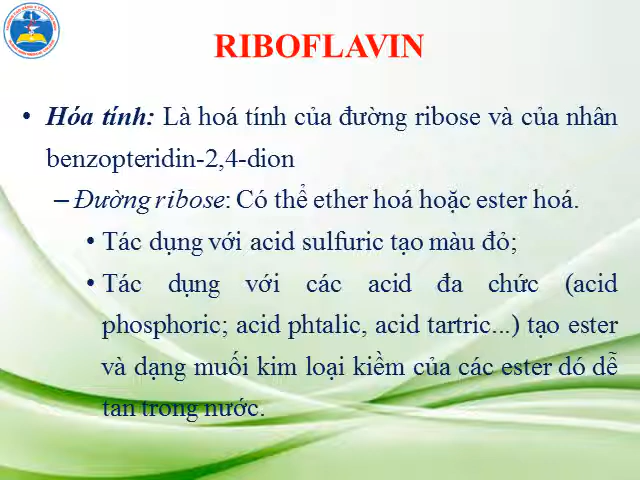 RIBOFLAVIN
• Hóa tính: Là hoá tính của đường ribose và của nhân
benzopteridin-2,4-dion
– Đường ribose: Có thể ether hoá hoặc ester hoá.
• Tác dụng với acid sulfuric tạo màu đỏ;
• Tác dụng với các acid đa chức (acid
phosphoric; acid phtalic, acid tartric...) tạo ester
và dạng muối kim loại kiềm của các ester dó dễ
tan trong nước.